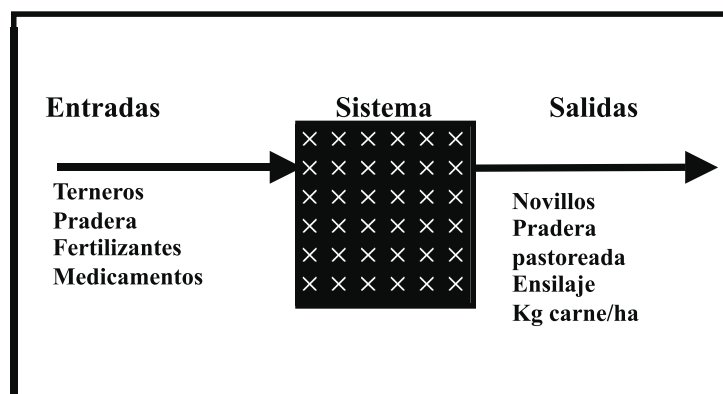 Entradas
Sistema
Salidas
Terneros
Pradera
Fertilizantes
Medicamentos
Novillos
Pradera
pastoreada
Ensilaje
Kg carne/ha